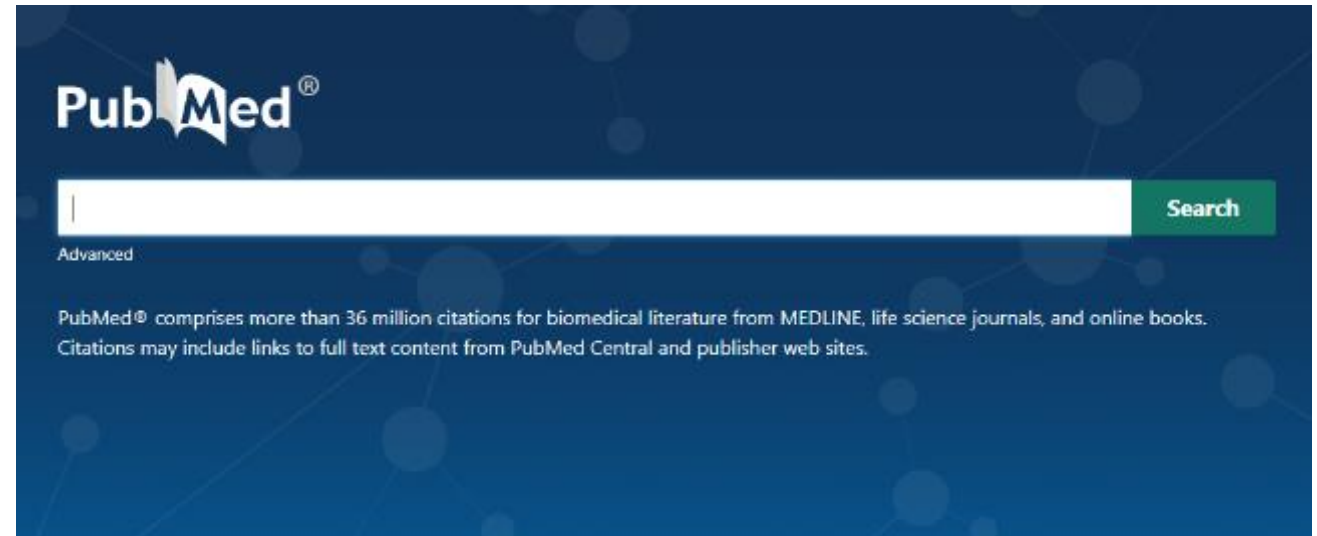 PubMed®
Search
Advanced
PubMed® comprises more than 36 million citations for biomedical literature from MEDLINE, life science journals, and online books.
Citations may include links to full text content from PubMed Central and publisher web sites.